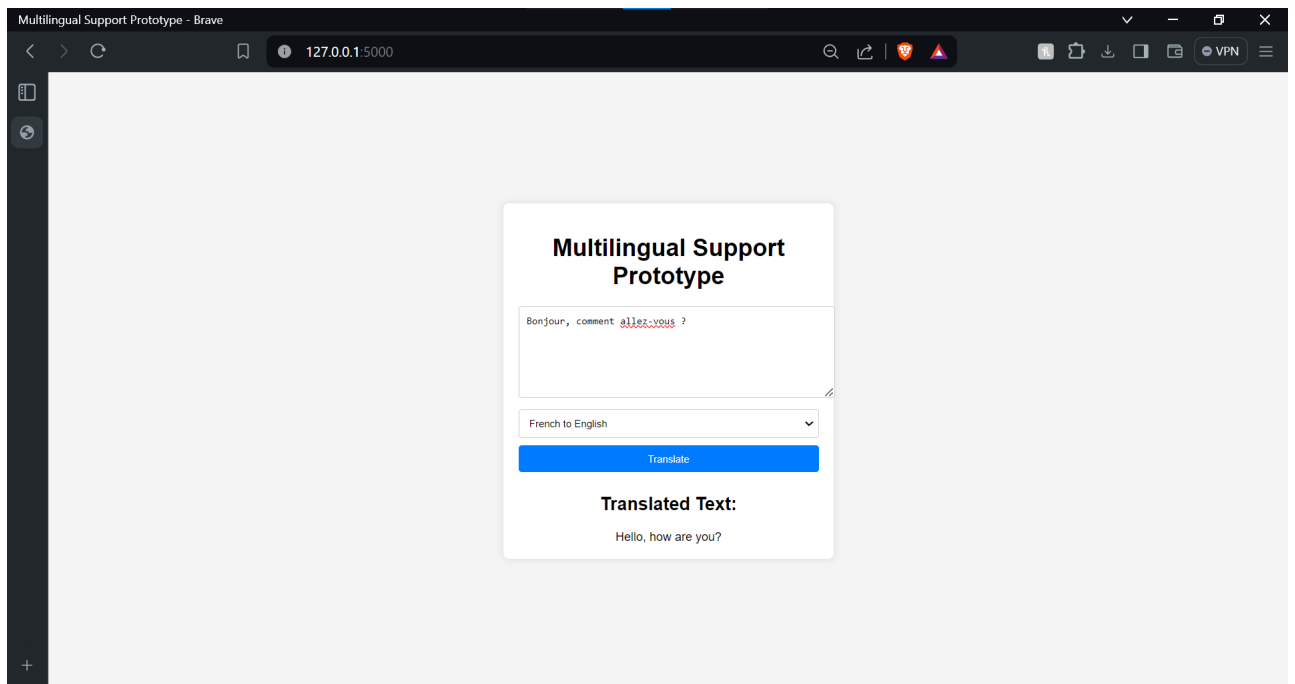 Multilingual Support Prototype - Brave
127.0.0.1:5000
VPN
Multilingual Support
Prototype
Bonjour, comment allez-vous ?
French to English
Translate
Translated Text:
Hello, how are you?